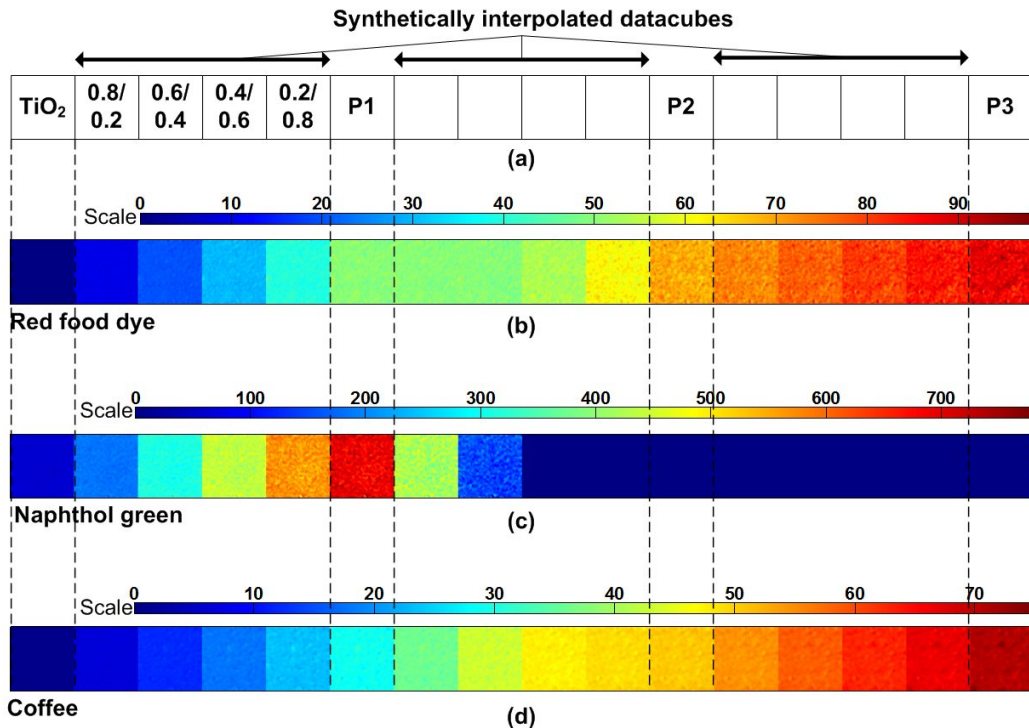 Synthetically interpolated datacubes
TiO₂ 0.8/ 0.6/ 0.4/ 0.2/ P1 P2 P3
0.2 0.4 0.6 0.8
(a)
0 10 20 30 40 50 60 70 80 90
Scale
Red food dye
(b)
0 100 200 300 400 500 600 700
Scale
Naphthol green
(c)
0 10 20 30 40 50 60 70
Scale
Coffee
(d)